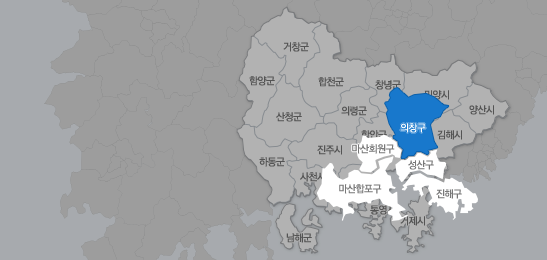 거창군
함양군
합천군
창녕군
밀양시
양산시
산청군
의령군
의창구
김해시
함안군
진주시
마산회원구
하동군
성산구
사천시
마산합포구
진해구
통영
거제시
남해군